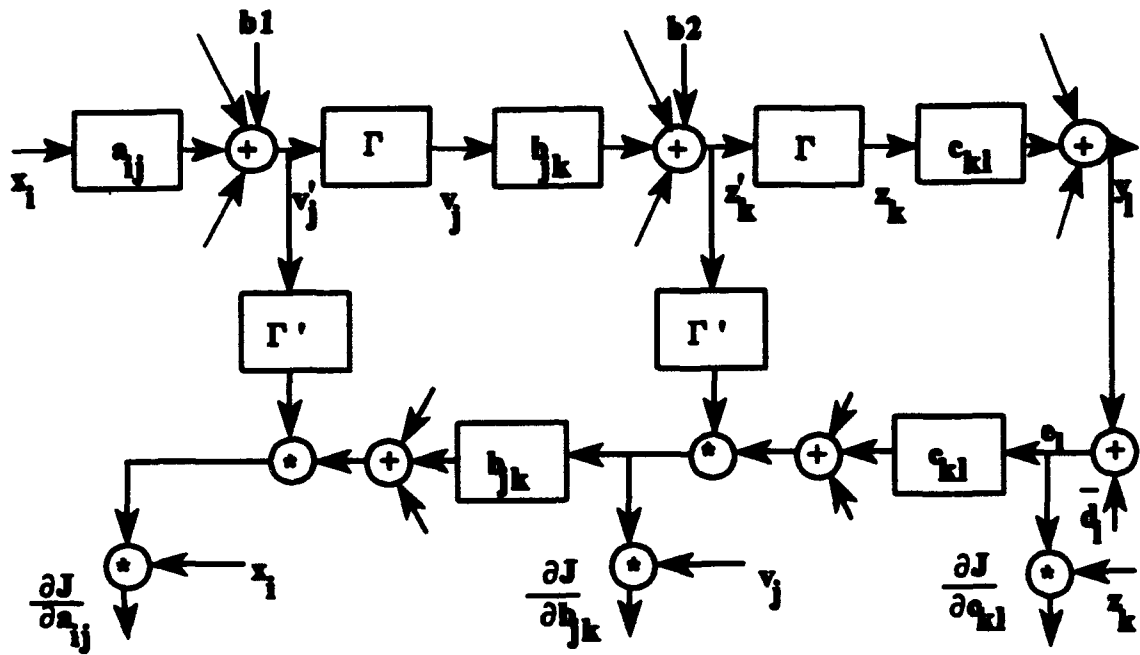 b1
b2
Γ
Γ
a_ij
b_jk
c_kl
+
+
+
x_i
v'_j
v_j
z'_k
z_k
y_l
Γ '
Γ '
e_l
*
+
b_jk
*
+
c_kl
+
d̄_l
*
x_i
*
v_j
*
z_k
∂J
∂a_ij
∂J
∂b_jk
∂J
∂c_kl